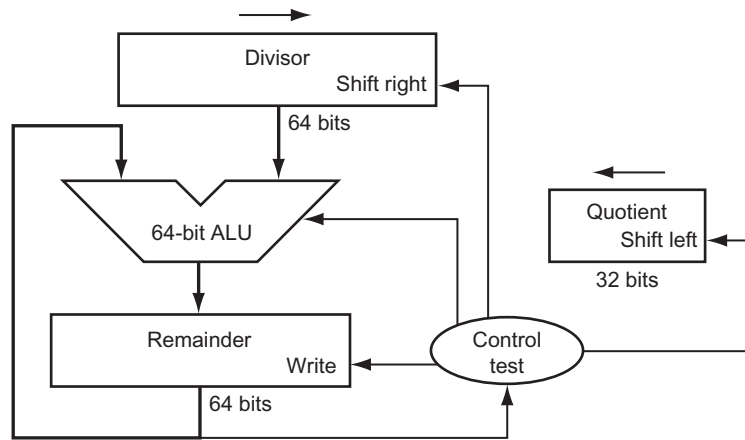 Divisor
Shift right
64 bits
64-bit ALU
Quotient
Shift left
32 bits
Remainder
Write
Control
test
64 bits